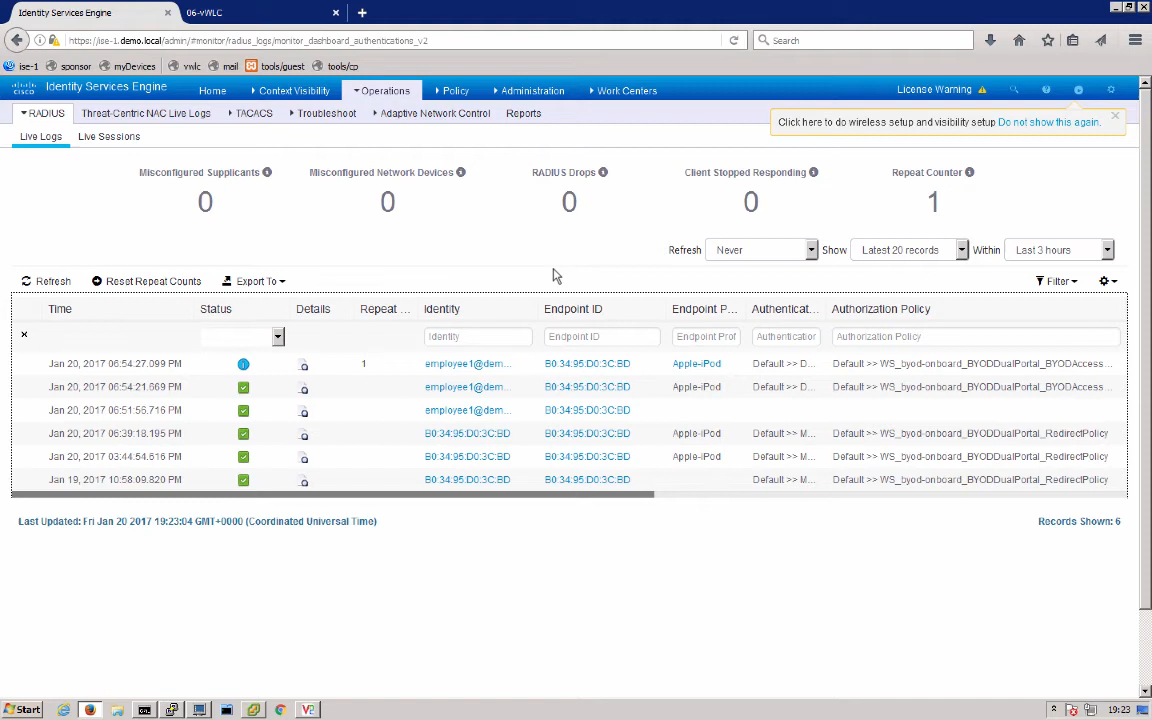 Identity Services Engine × 06-vWLC × +
https://ise-1.demo.local/admin/#monitor/radius_logs/monitor_dashboard_authentications_v2 Search
ise-1 sponsor myDevices vwlc mail tools/guest tools/cp
CISCO Identity Services Engine Home Context Visibility Operations Policy Administration Work Centers License Warning
RADIUS Threat-Centric NAC Live Logs TACACS Troubleshoot Adaptive Network Control Reports
Click here to do wireless setup and visibility setup Do not show this again. ×
Live Logs Live Sessions
Misconfigured Supplicants Misconfigured Network Devices RADIUS Drops Client Stopped Responding Repeat Counter
0 0 0 0 1
Refresh Never Show Latest 20 records Within Last 3 hours
Refresh Reset Repeat Counts Export To Filter
Time Status Details Repeat ... Identity Endpoint ID Endpoint P... Authenticat... Authorization Policy
× Identity Endpoint ID Endpoint Prof Authentication Authorization Policy
Jan 20, 2017 06:54:27.099 PM 1 employee1@dem... B0:34:95:D0:3C:BD Apple-iPod Default >> D... Default >> WS_byod-onboard_BYODDualPortal_BYODAccess...
Jan 20, 2017 06:54:21.669 PM employee1@dem... B0:34:95:D0:3C:BD Apple-iPod Default >> D... Default >> WS_byod-onboard_BYODDualPortal_BYODAccess...
Jan 20, 2017 06:51:56.716 PM employee1@dem... B0:34:95:D0:3C:BD
Jan 20, 2017 06:39:18.195 PM B0:34:95:D0:3C:BD B0:34:95:D0:3C:BD Apple-iPod Default >> M... Default >> WS_byod-onboard_BYODDualPortal_RedirectPolicy
Jan 20, 2017 03:44:54.616 PM B0:34:95:D0:3C:BD B0:34:95:D0:3C:BD Apple-iPod Default >> M... Default >> WS_byod-onboard_BYODDualPortal_RedirectPolicy
Jan 19, 2017 10:58:09.820 PM B0:34:95:D0:3C:BD B0:34:95:D0:3C:BD Default >> M... Default >> WS_byod-onboard_BYODDualPortal_RedirectPolicy
Last Updated: Fri Jan 20 2017 19:23:04 GMT+0000 (Coordinated Universal Time) Records Shown: 6
Start V2 19:23